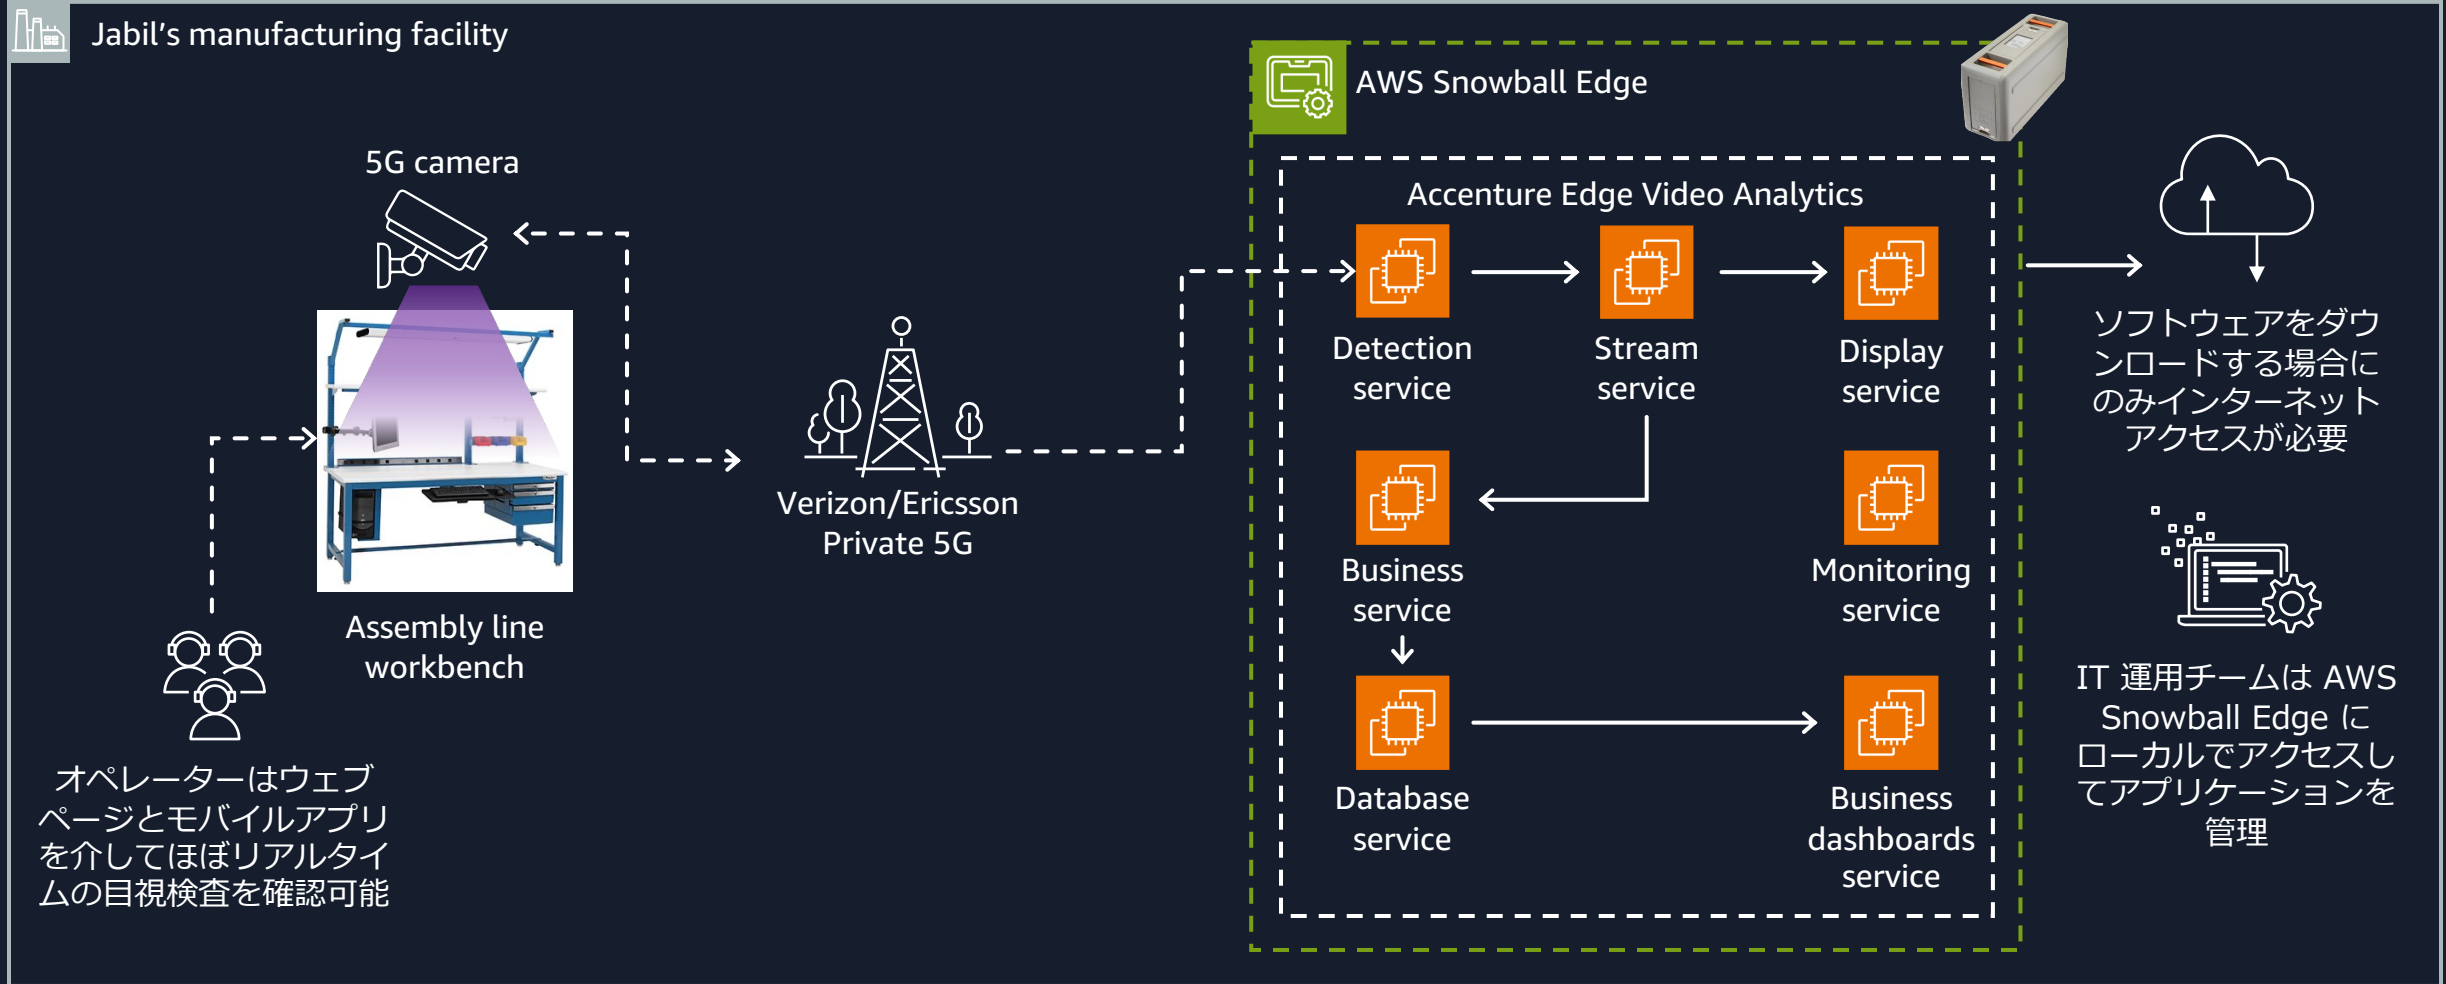 Jabil's manufacturing facility
AWS Snowball Edge
5G camera
Accenture Edge Video Analytics
Detection
service
Stream
service
Display
service
ソフトウェアをダウ
ンロードする場合に
のみインターネット
アクセスが必要
Verizon/Ericsson
Private 5G
Business
service
Monitoring
service
Assembly line
workbench
IT 運用チームは AWS
Snowball Edge に
ローカルでアクセスし
てアプリケーションを
管理
オペレーターはウェブ
ページとモバイルアプリ
を介してほぼリアルタイ
ムの目視検査を確認可能
Database
service
Business
dashboards
service